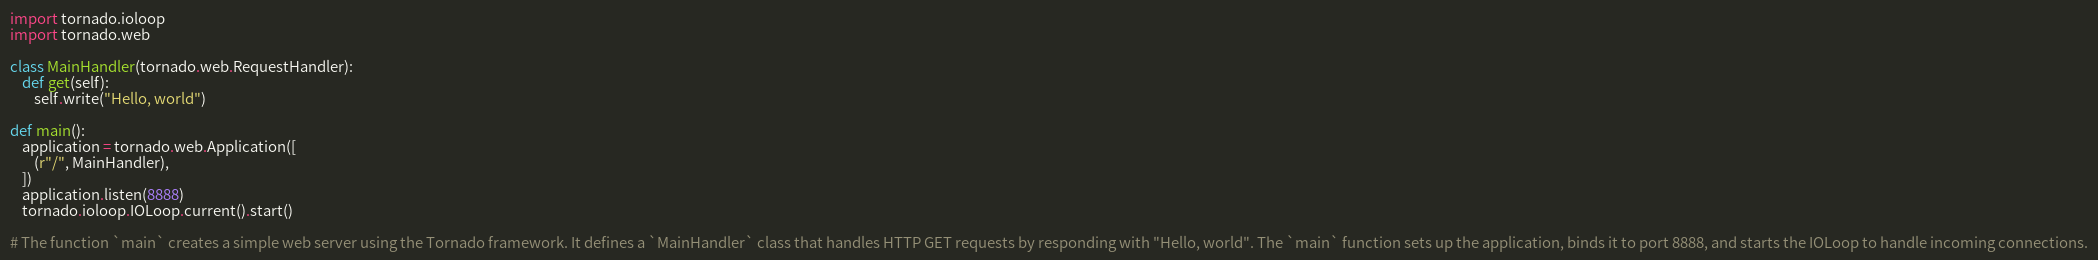 import tornado.ioloop
import tornado.web

class MainHandler(tornado.web.RequestHandler):
    def get(self):
        self.write("Hello, world")

def main():
    application = tornado.web.Application([
        (r"/", MainHandler),
    ])
    application.listen(8888)
    tornado.ioloop.IOLoop.current().start()

# The function `main` creates a simple web server using the Tornado framework. It defines a `MainHandler` class that handles HTTP GET requests by responding with "Hello, world". The `main` function sets up the application, binds it to port 8888, and starts the IOLoop to handle incoming connections.